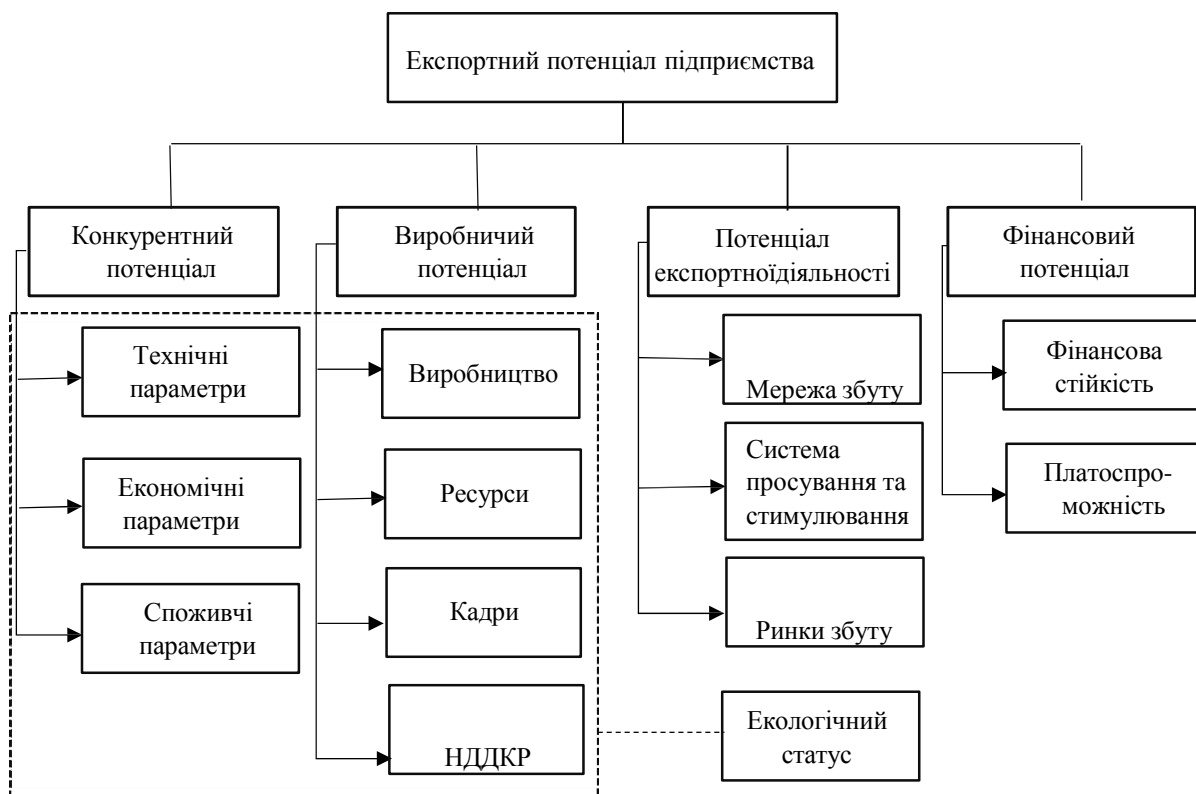 Експортний потенціал підприємства
Конкурентний
потенціал
Виробничий
потенціал
Потенціал
експортноїдіяльності
Фінансовий
потенціал
Технічні
параметри
Економічні
параметри
Споживчі
параметри
Виробництво
Ресурси
Кадри
НДДКР
Мережа збуту
Система
просування та
стимулювання
Ринки збуту
Екологічний
статус
Фінансова
стійкість
Платоспро-
можність